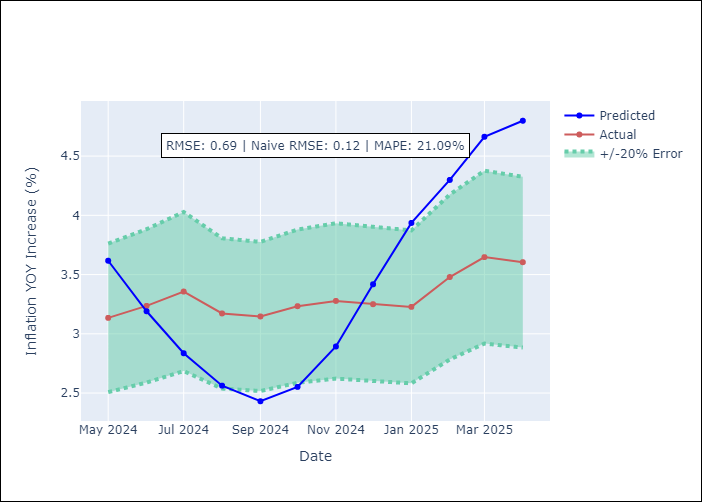 RMSE: 0.69 | Naive RMSE: 0.12 | MAPE: 21.09%
Predicted
Actual
+/-20% Error
Inflation YOY Increase (%)
4.5
4
3.5
3
2.5
May 2024
Jul 2024
Sep 2024
Nov 2024
Jan 2025
Mar 2025
Date